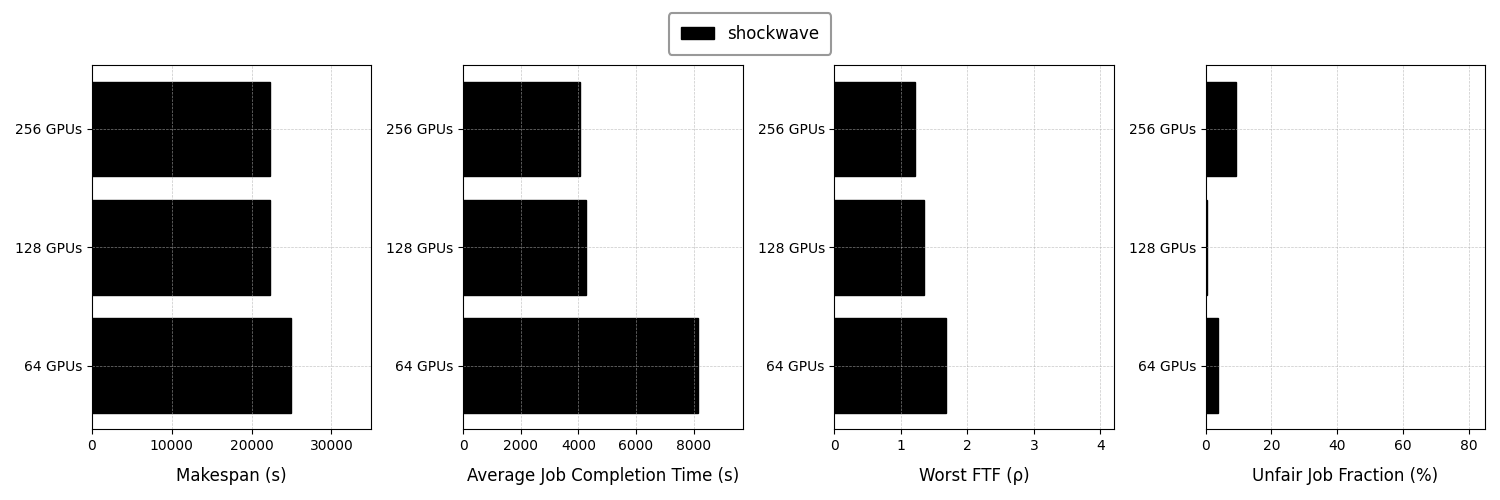 shockwave
256 GPUs
128 GPUs
64 GPUs
0 10000 20000 30000
Makespan (s)
256 GPUs
128 GPUs
64 GPUs
0 2000 4000 6000 8000
Average Job Completion Time (s)
256 GPUs
128 GPUs
64 GPUs
0 1 2 3 4
Worst FTF (ρ)
256 GPUs
128 GPUs
64 GPUs
0 20 40 60 80
Unfair Job Fraction (%)